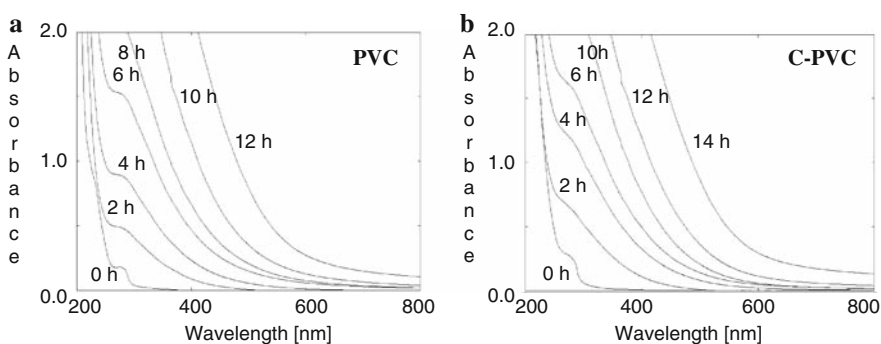 a
2.0
PVC
Absorbance
8 h
6 h
10 h
12 h
4 h
1.0
2 h
0 h
0.0
200
400
600
800
Wavelength [nm]
b
2.0
C-PVC
Absorbance
10h
6 h
12 h
4 h
14 h
1.0
2 h
0 h
0.0
200
400
600
800
Wavelength [nm]